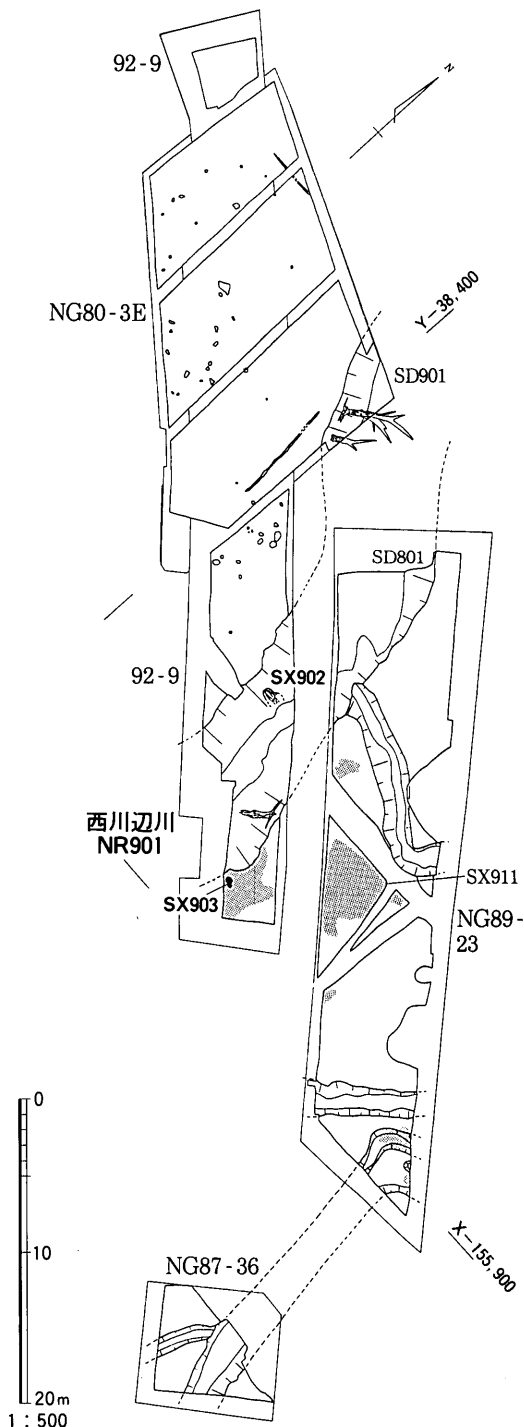 92-9
N
NG80-3E
Y-38,400
SD901
SD801
SX902
92-9
西川辺川
NR901
SX903
SX911
NG89-
23
0
10
20m
1:500
X-155,900
NG87-36